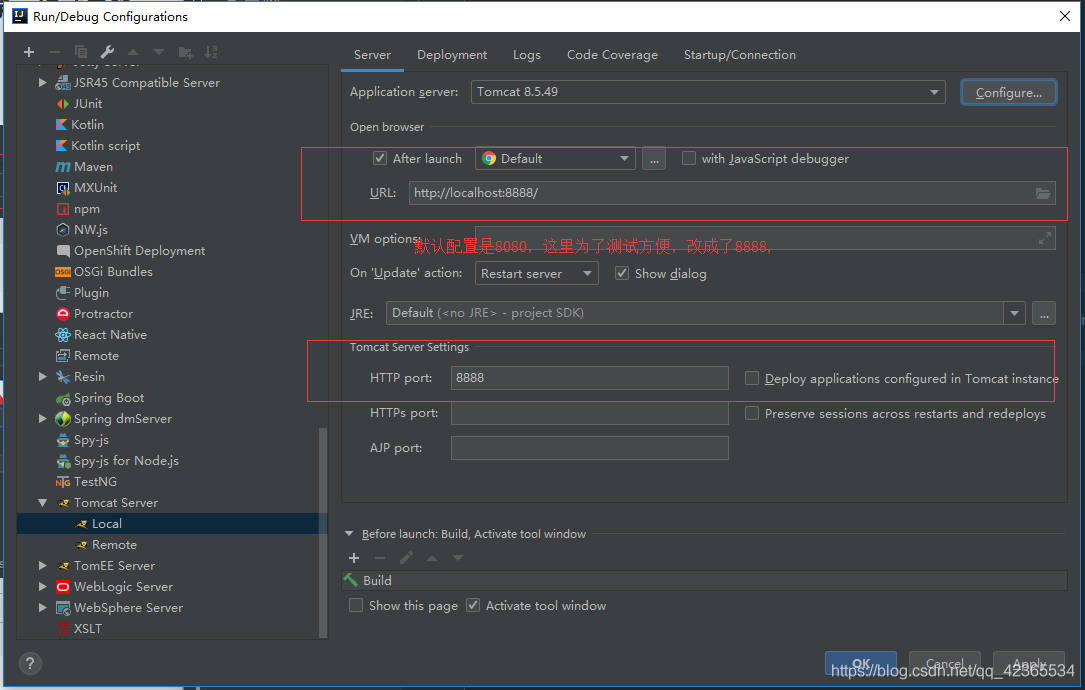 Run/Debug Configurations
JSR45 Compatible Server
JUnit
Kotlin
Kotlin script
Maven
MXUnit
npm
NW.js
OpenShift Deployment
OSGi Bundles
Plugin
Protractor
React Native
Remote
Resin
Spring Boot
Spring dmServer
Spy-js
Spy-js for Node.js
TestNG
Tomcat Server
Local
Remote
TomEE Server
WebLogic Server
WebSphere Server
XSLT
Server Deployment Logs Code Coverage Startup/Connection
Application server: Tomcat 8.5.49 Configure...
Open browser
After launch Default ... with JavaScript debugger
URL: http://localhost:8888/
VM options:
默认配置是8080，这里为了测试方便，改成了8888,
On 'Update' action: Restart server Show dialog
JRE: Default (<no JRE> - project SDK) ...
Tomcat Server Settings
HTTP port: 8888 Deploy applications configured in Tomcat instance
HTTPs port: Preserve sessions across restarts and redeploys
AJP port:
Before launch: Build, Activate tool window
Build
Show this page Activate tool window
? OK Cancel Apply
https://blog.csdn.net/qq_42365534